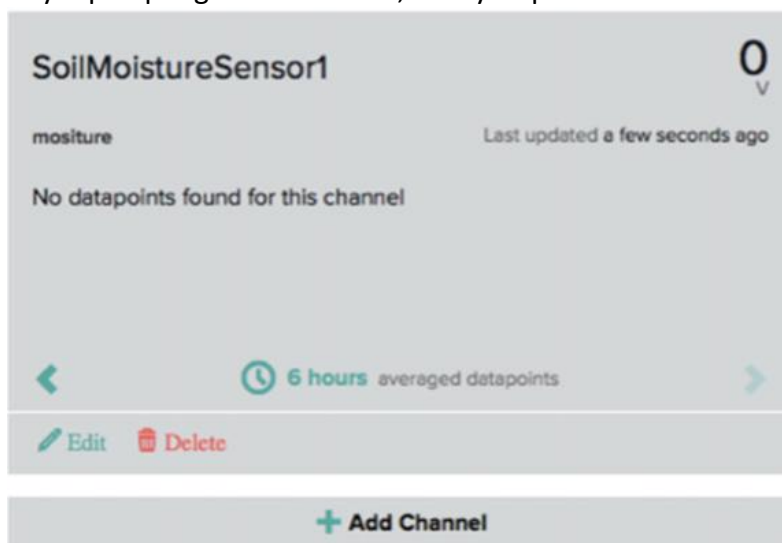 SoilMoistureSensor1
0
V
mositure
Last updated a few seconds ago
No datapoints found for this channel
6 hours averaged datapoints
Edit
Delete
Add Channel